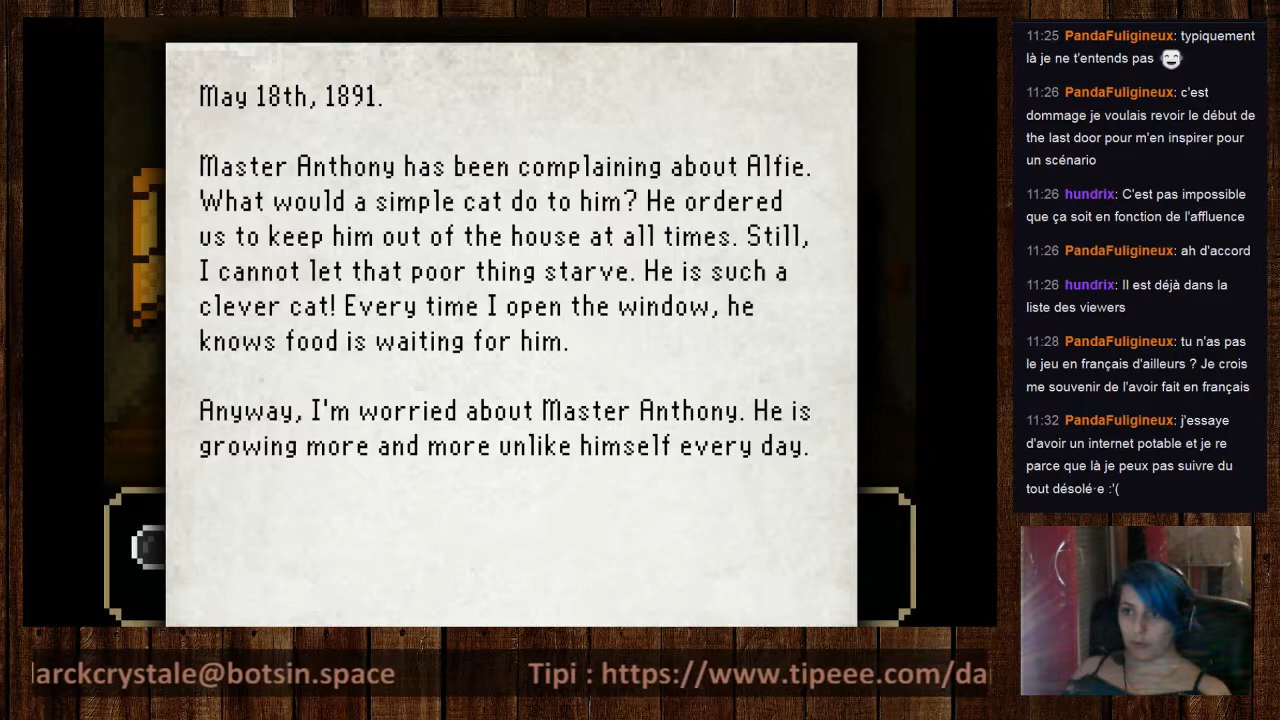 May 18th, 1891.
Master Anthony has been complaining about Alfie.
What would a simple cat do to him? He ordered
us to keep him out of the house at all times. Still,
I cannot let that poor thing starve. He is such a
clever cat! Every time I open the window, he
knows food is waiting for him.
Anyway, I'm worried about Master Anthony. He is
growing more and more unlike himself every day.
11:25 PandaFuligineux: typiquement
là je ne t'entends pas
11:26 PandaFuligineux: c'est
dommage je voulais revoir le début de
the last door pour m'en inspirer pour
un scénario
11:26 hundrix: C'est pas impossible
que ça soit en fonction de l'affluence
11:26 PandaFuligineux: ah d'accord
11:26 hundrix: Il est déjà dans la
liste des viewers
11:28 PandaFuligineux: tu n'as pas
le jeu en français d'ailleurs ? Je crois
me souvenir de l'avoir fait en français
11:32 PandaFuligineux: j'essaye
d'avoir un internet potable et je re
parce que là je peux pas suivre du
tout désolé·e :'(
larckcrystale@botsin.space Tipi : https://www.tipeee.com/da